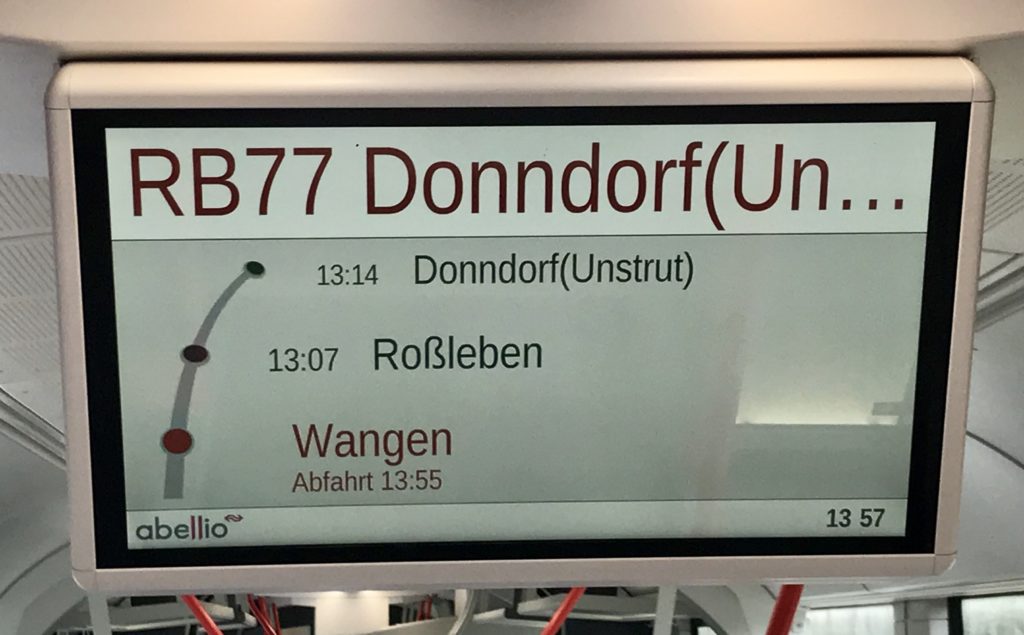 RB77 Donndorf(Un...
13:14 Donndorf(Unstrut)
13:07 Roßleben
Wangen
Abfahrt 13:55
abellio
13 57